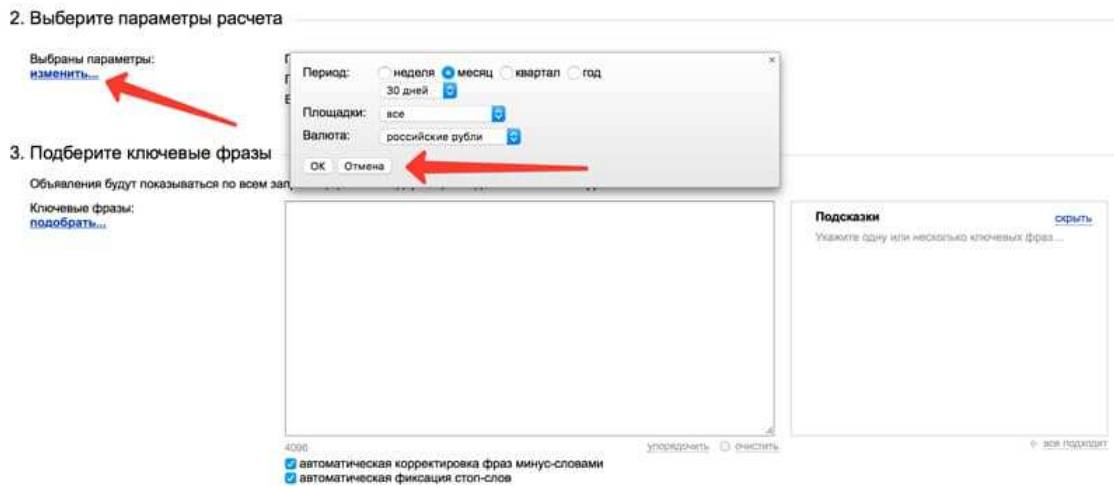 2. Выберите параметры расчета
Выбраны параметры:
изменить...
Период: неделя месяц квартал год
30 дней
Площадки: все
Валюта: российские рубли
ОК Отмена
3. Подберите ключевые фразы
Объявления будут показываться по всем
Ключевые фразы:
подобрать...
Подсказки скрыть
Укажите одну или несколько ключевых фраз...
4096 упорядочить очистить
← все подходят
автоматическая корректировка фраз минус-словами
автоматическая фиксация стоп-слов